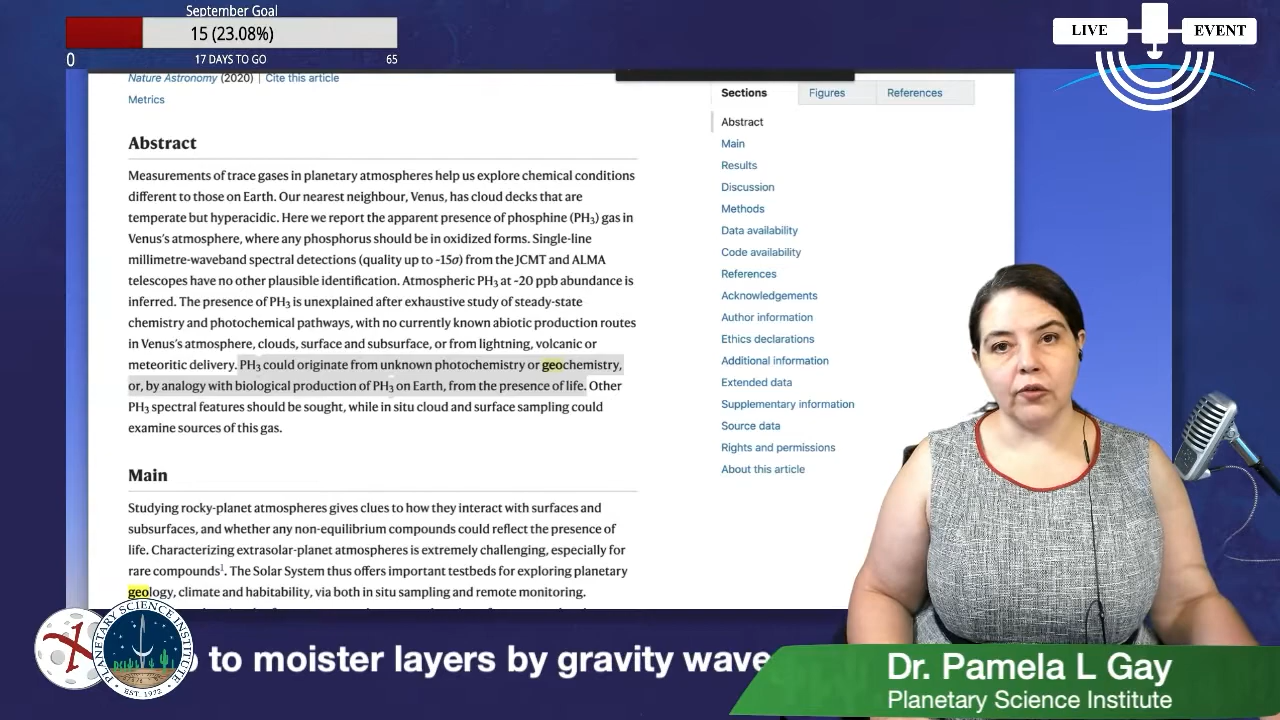 September Goal
15 (23.08%)
0 17 DAYS TO GO 65
LIVE EVENT
Nature Astronomy (2020) | Cite this article
Metrics
Abstract
Measurements of trace gases in planetary atmospheres help us explore chemical conditions
different to those on Earth. Our nearest neighbour, Venus, has cloud decks that are
temperate but hyperacidic. Here we report the apparent presence of phosphine (PH3) gas in
Venus's atmosphere, where any phosphorus should be in oxidized forms. Single-line
millimetre-waveband spectral detections (quality up to ~15σ) from the JCMT and ALMA
telescopes have no other plausible identification. Atmospheric PH3 at ~20 ppb abundance is
inferred. The presence of PH3 is unexplained after exhaustive study of steady-state
chemistry and photochemical pathways, with no currently known abiotic production routes
in Venus's atmosphere, clouds, surface and subsurface, or from lightning, volcanic or
meteoritic delivery. PH3 could originate from unknown photochemistry or geochemistry,
or, by analogy with biological production of PH3 on Earth, from the presence of life. Other
PH3 spectral features should be sought, while in situ cloud and surface sampling could
examine sources of this gas.
Main
Studying rocky-planet atmospheres gives clues to how they interact with surfaces and
subsurfaces, and whether any non-equilibrium compounds could reflect the presence of
life. Characterizing extrasolar-planet atmospheres is extremely challenging, especially for
rare compounds1. The Solar System thus offers important testbeds for exploring planetary
geology, climate and habitability, via both in situ sampling and remote monitoring.
Sections Figures References
Abstract
Main
Results
Discussion
Methods
Data availability
Code availability
References
Acknowledgements
Author information
Ethics declarations
Additional information
Extended data
Supplementary information
Source data
Rights and permissions
About this article
PLANETARY SCIENCE INSTITUTE
EST. 1972
to moister layers by gravity wave
Dr. Pamela L Gay
Planetary Science Institute